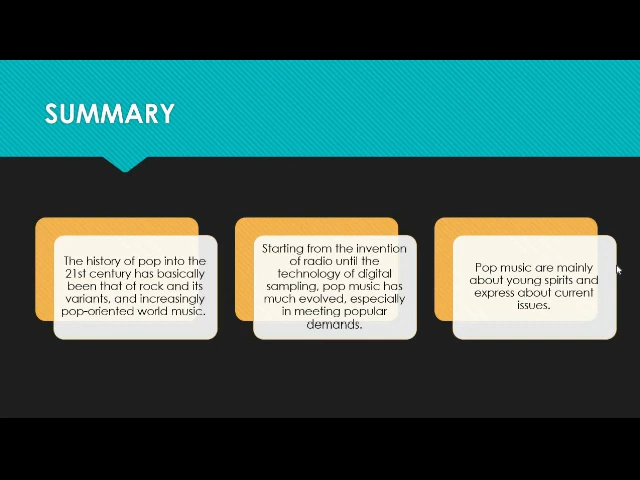 SUMMARY
The history of pop into the
21st century has basically
been that of rock and its
variants, and increasingly
pop-oriented world music.
Starting from the invention
of radio until the
technology of digital
sampling, pop music has
much evolved, especially
in meeting popular
demands.
Pop music are mainly
about young spirits and
express about current
issues.